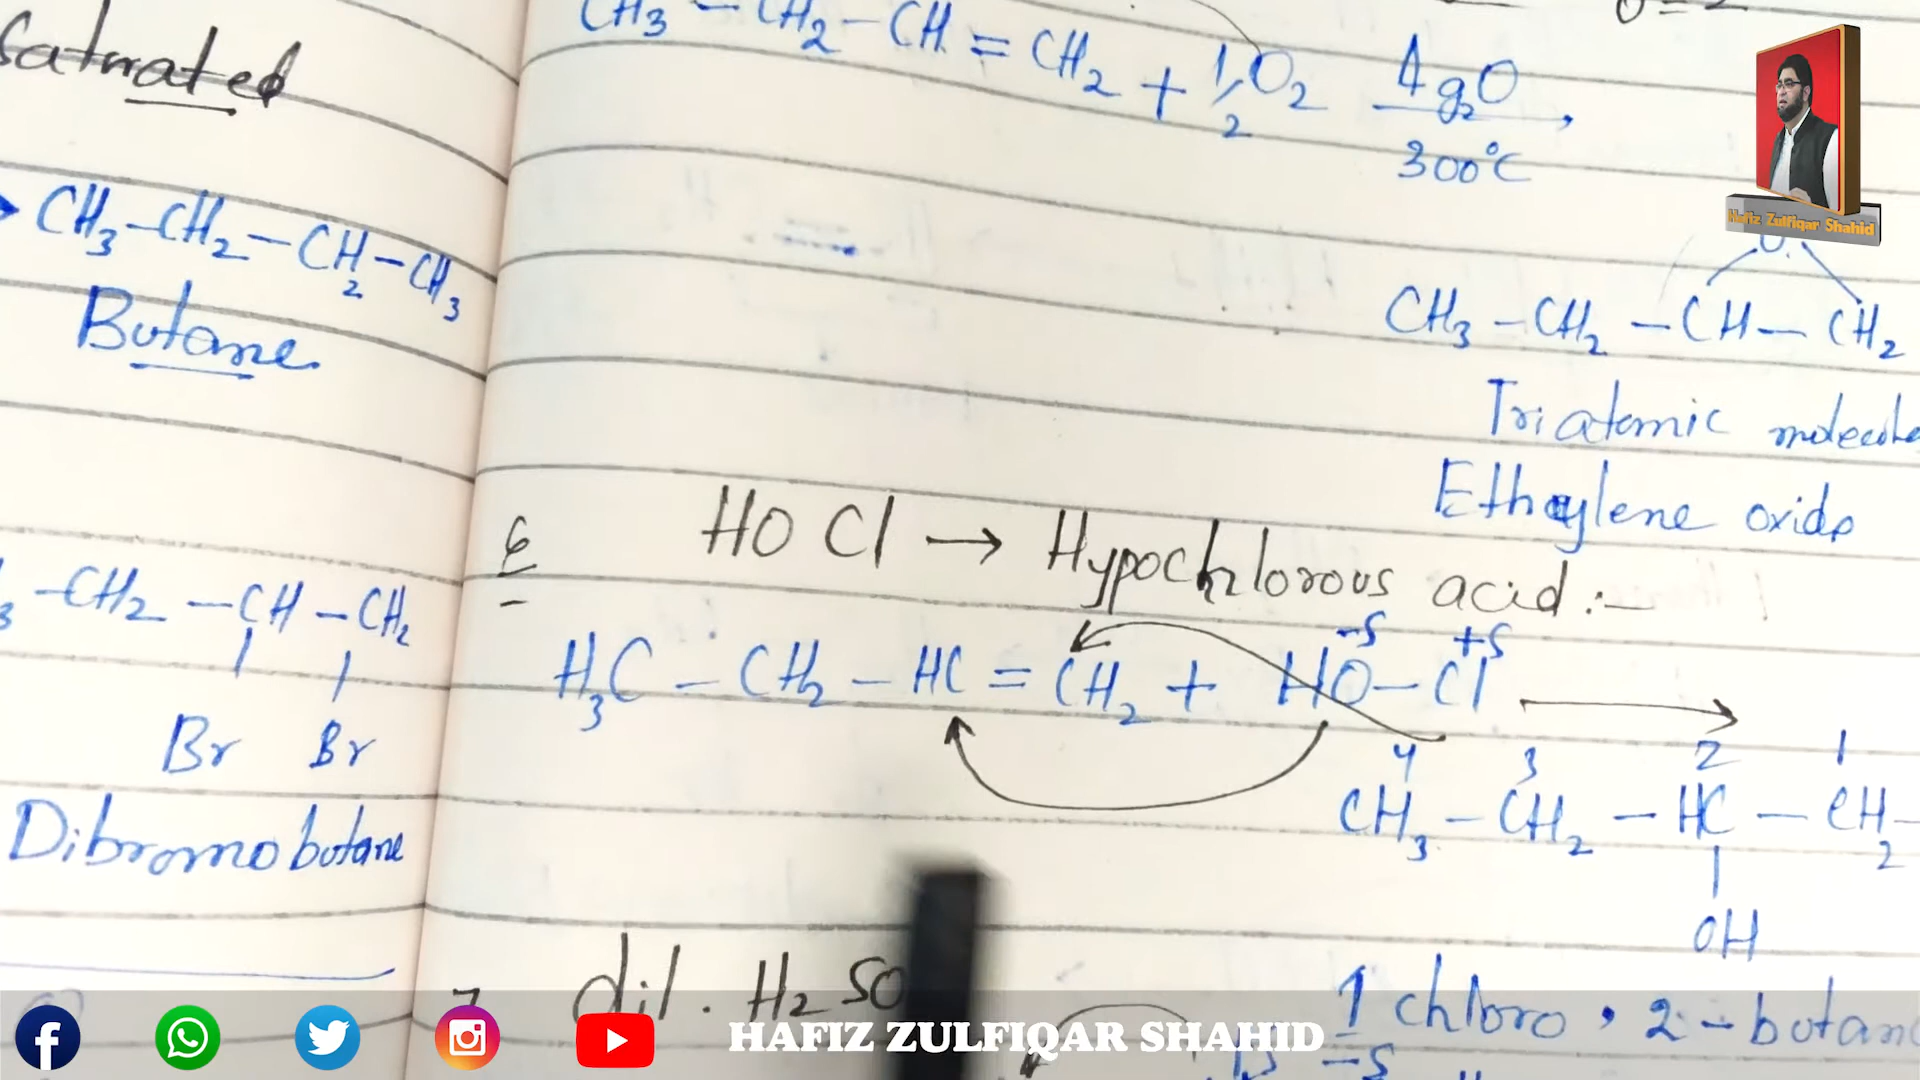 Saturated
CH3-CH2-CH2-CH3
Butane
-CH2-CH-CH2
Br Br
Dibromobutane
CH3-CH2-CH=CH2+1/2O2 Ag2O
300°C
CH3-CH2-CH-CH2
Triatomic
Ethylene oxide
6 HOCl → Hypochlorous acid:-
-δ +δ
H3C-CH2-HC=CH2+HO-Cl →
4 3 2 1
CH3-CH2-HC-CH2-
OH
1 chloro, 2-butan
dil. H2SO
-δ
Hafiz Zulfiqar Shahid
HAFIZ ZULFIQAR SHAHID